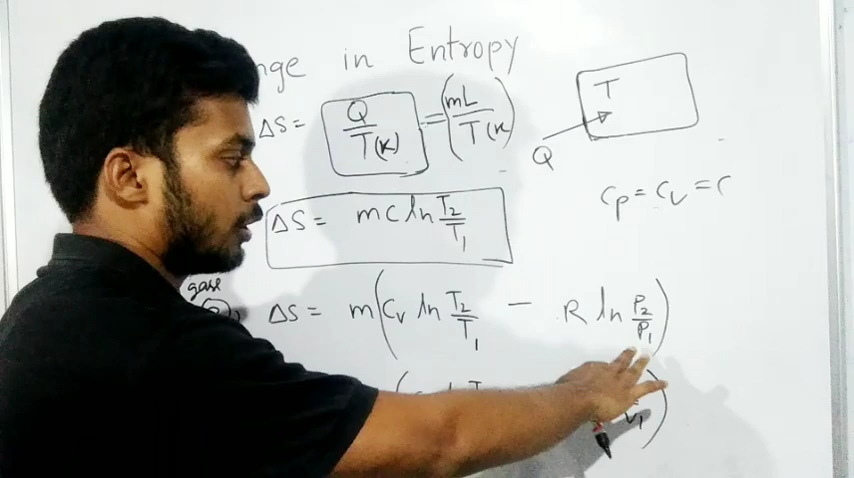 nge in Entropy
ΔS = Q/T(K) = (mL/T(K)
T
Q
Cp = Cv = C
ΔS = mc ln T2/T1
gase
ΔS = m(Cv ln T2/T1 - R ln P2/P1)